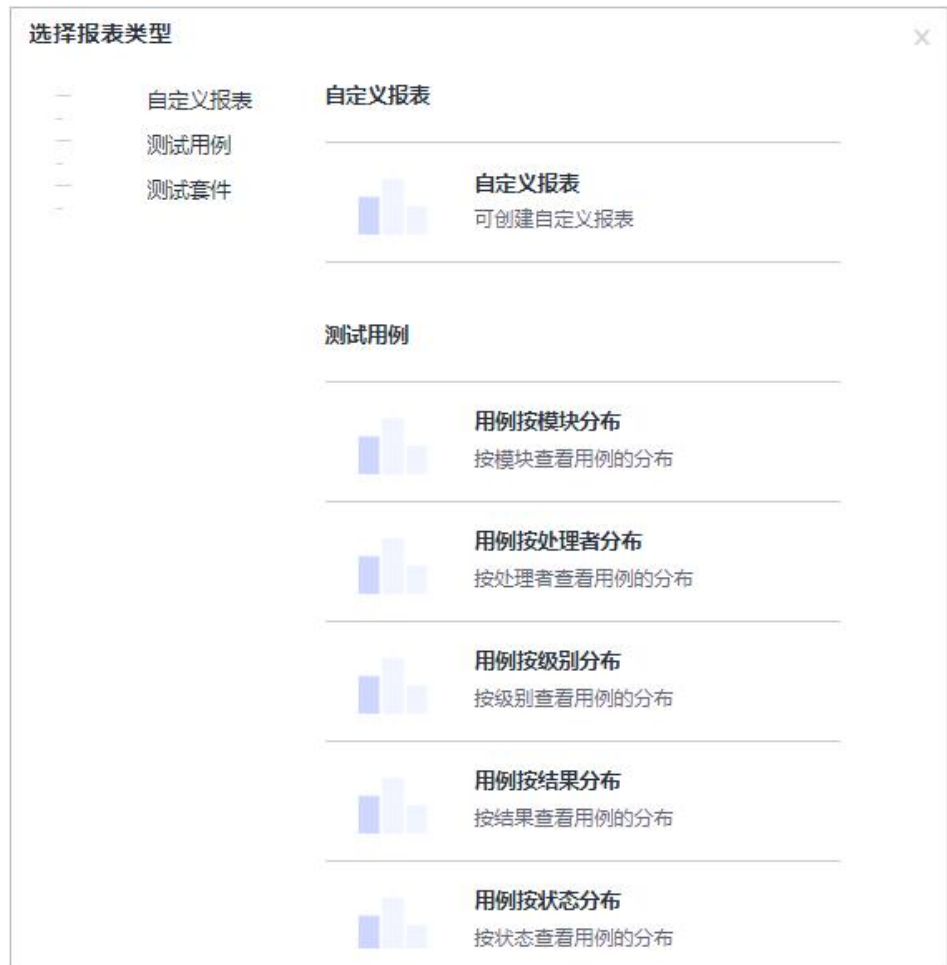 选择报表类型
自定义报表
测试用例
测试套件
自定义报表
自定义报表
可创建自定义报表
测试用例
用例按模块分布
按模块查看用例的分布
用例按处理者分布
按处理者查看用例的分布
用例按级别分布
按级别查看用例的分布
用例按结果分布
按结果查看用例的分布
用例按状态分布
按状态查看用例的分布